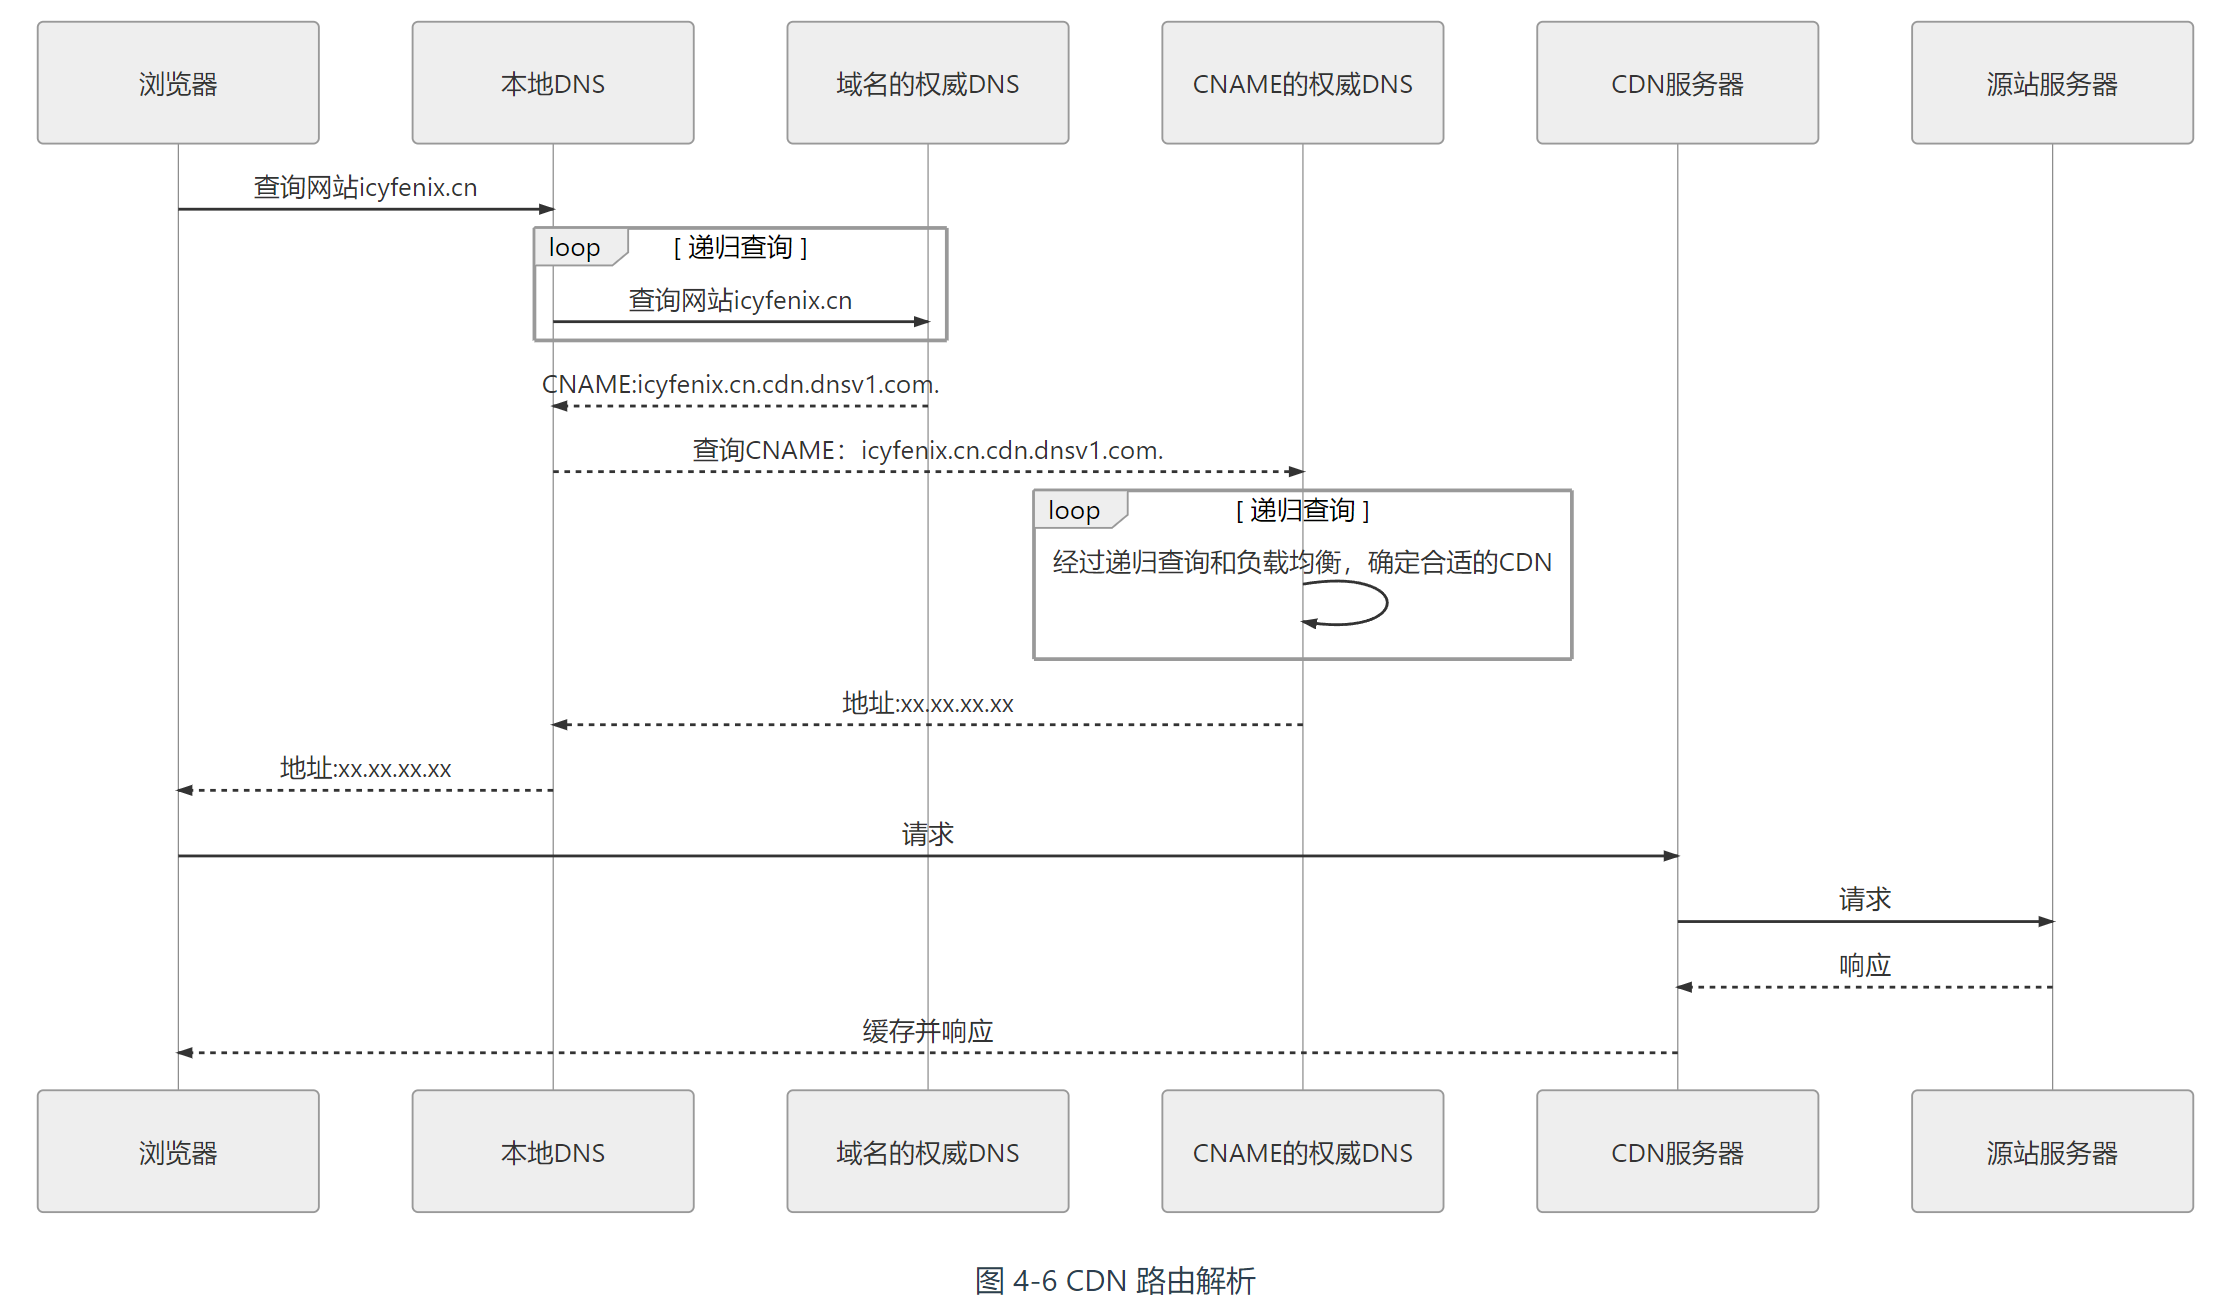 浏览器
本地DNS
域名的权威DNS
CNAME的权威DNS
CDN服务器
源站服务器
查询网站icyfenix.cn
loop
[ 递归查询 ]
查询网站icyfenix.cn
CNAME:icyfenix.cn.cdn.dnsv1.com.
查询CNAME：icyfenix.cn.cdn.dnsv1.com.
loop
[ 递归查询 ]
经过递归查询和负载均衡，确定合适的CDN
地址:xx.xx.xx.xx
地址:xx.xx.xx.xx
请求
请求
响应
缓存并响应
浏览器
本地DNS
域名的权威DNS
CNAME的权威DNS
CDN服务器
源站服务器
图 4-6 CDN 路由解析